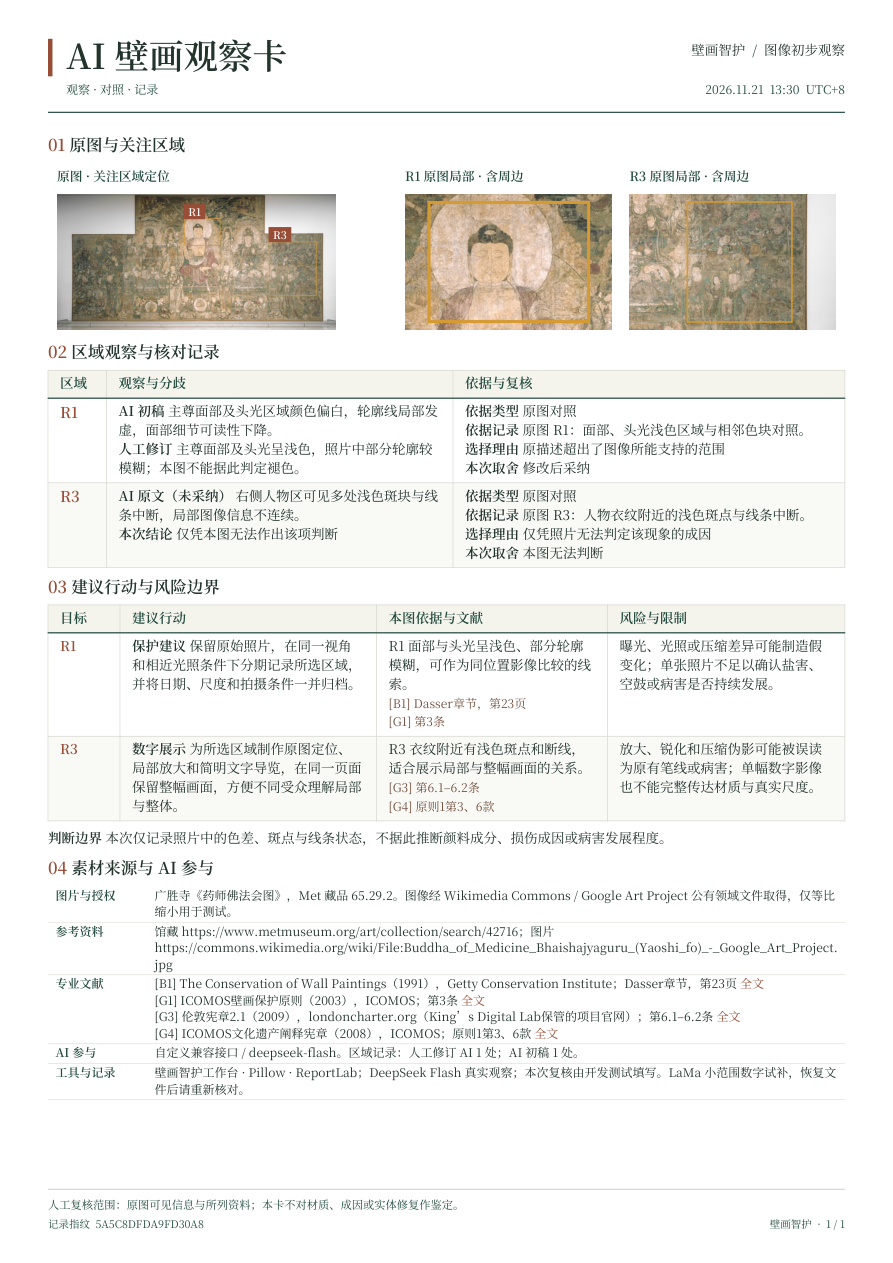 AI 壁画观察卡
壁画智护 / 图像初步观察
观察 · 对照 · 记录
2026.11.21 13:30 UTC+8
01 原图与关注区域
原图 · 关注区域定位
R1 原图局部 · 含周边
R3 原图局部 · 含周边
R1
R3
02 区域观察与核对记录
区域
观察与分歧
依据与复核
R1
AI 初稿 主尊面部及头光区域颜色偏白，轮廓线局部发
虚，面部细节可读性下降。
人工修订 主尊面部及头光呈浅色，照片中部分轮廓较
模糊；本图不能据此判定褪色。
依据类型 原图对照
依据记录 原图 R1：面部、头光浅色区域与相邻色块对照。
选择理由 原描述超出了图像所能支持的范围
本次取舍 修改后采纳
R3
AI 原文（未采纳） 右侧人物区可见多处浅色斑块与线
条中断，局部图像信息不连续。
本次结论 仅凭本图无法作出该项判断
依据类型 原图对照
依据记录 原图 R3：人物衣纹附近的浅色斑点与线条中断。
选择理由 仅凭照片无法判定该现象的成因
本次取舍 本图无法判断
03 建议行动与风险边界
目标
建议行动
本图依据与文献
风险与限制
R1
保护建议 保留原始照片，在同一视角
和相近光照条件下分期记录所选区域，
并将日期、尺度和拍摄条件一并归档。
R1 面部与头光呈浅色、部分轮廓
模糊，可作为同位置影像比较的线
索。
[B1] Dasser章节，第23页
[G1] 第3条
曝光、光照或压缩差异可能制造假
变化；单张照片不足以确认盐害、
空鼓或病害是否持续发展。
R3
数字展示 为所选区域制作原图定位、
局部放大和简明文字导览，在同一页面
保留整幅画面，方便不同受众理解局部
与整体。
R3 衣纹附近有浅色斑点和断线，
适合展示局部与整幅画面的关系。
[G3] 第6.1–6.2条
[G4] 原则1第3、6款
放大、锐化和压缩伪影可能被误读
为原有笔线或病害；单幅数字影像
也不能完整传达材质与真实尺度。
判断边界 本次仅记录照片中的色差、斑点与线条状态，不据此推断颜料成分、损伤成因或病害发展程度。
04 素材来源与 AI 参与
图片与授权
广胜寺《药师佛法会图》，Met 藏品 65.29.2。图像经 Wikimedia Commons / Google Art Project 公有领域文件取得，仅等比
缩小用于测试。
参考资料
馆藏 https://www.metmuseum.org/art/collection/search/42716；图片
https://commons.wikimedia.org/wiki/File:Buddha_of_Medicine_Bhaishajyaguru_(Yaoshi_fo)_-_Google_Art_Project.
jpg
专业文献
[B1] The Conservation of Wall Paintings（1991），Getty Conservation Institute；Dasser章节，第23页 全文
[G1] ICOMOS壁画保护原则（2003），ICOMOS；第3条 全文
[G3] 伦敦宪章2.1（2009），londoncharter.org（King’s Digital Lab保管的项目官网）；第6.1–6.2条 全文
[G4] ICOMOS文化遗产阐释宪章（2008），ICOMOS；原则1第3、6款 全文
AI 参与
自定义兼容接口 / deepseek-flash。区域记录：人工修订 AI 1 处；AI 初稿 1 处。
工具与记录
壁画智护工作台 · Pillow · ReportLab；DeepSeek Flash 真实观察；本次复核由开发测试填写。LaMa 小范围数字试补，恢复文
件后请重新核对。
人工复核范围：原图可见信息与所列资料；本卡不对材质、成因或实体修复作鉴定。
记录指纹 5A5C8DFDA9FD30A8
壁画智护 · 1 / 1